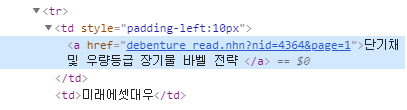 ▼<tr>
▼<td style="padding-left:10px">
<a href="debenture_read.nhn?nid=4364&page=1">단기채
및 우량등급 장기물 바벨 전략 </a> == $0
</td>
<td>미래에셋대우</td>